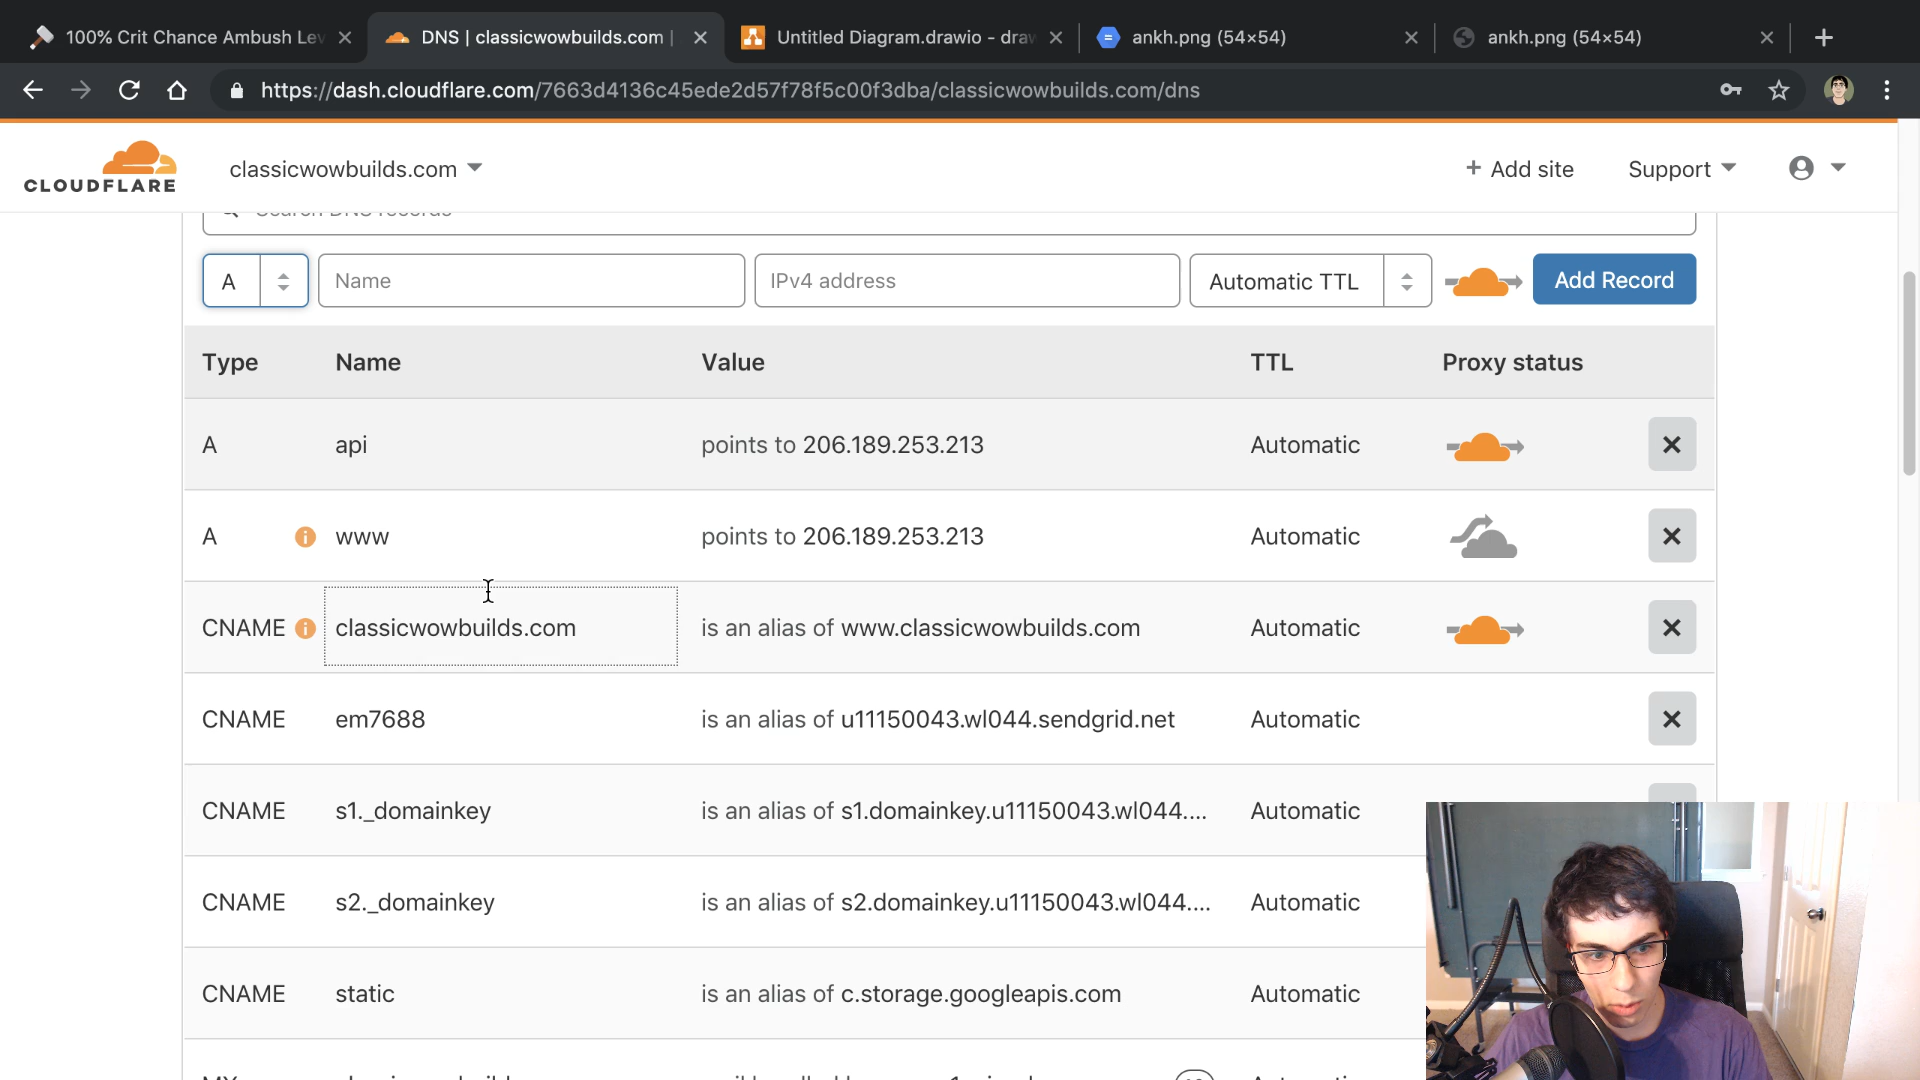 100% Crit Chance Ambush Lev
DNS | classicwowbuilds.com |
Untitled Diagram.drawio - draw
ankh.png (54×54)
ankh.png (54×54)
https://dash.cloudflare.com/7663d4136c45ede2d57f78f5c00f3dba/classicwowbuilds.com/dns
CLOUDFLARE
classicwowbuilds.com
+ Add site
Support
Search DNS records
A
Name
IPv4 address
Automatic TTL
Add Record
Type Name Value TTL Proxy status
A api points to 206.189.253.213 Automatic
A www points to 206.189.253.213 Automatic
CNAME classicwowbuilds.com is an alias of www.classicwowbuilds.com Automatic
CNAME em7688 is an alias of u11150043.wl044.sendgrid.net Automatic
CNAME s1._domainkey is an alias of s1.domainkey.u11150043.wl044.... Automatic
CNAME s2._domainkey is an alias of s2.domainkey.u11150043.wl044.... Automatic
CNAME static is an alias of c.storage.googleapis.com Automatic